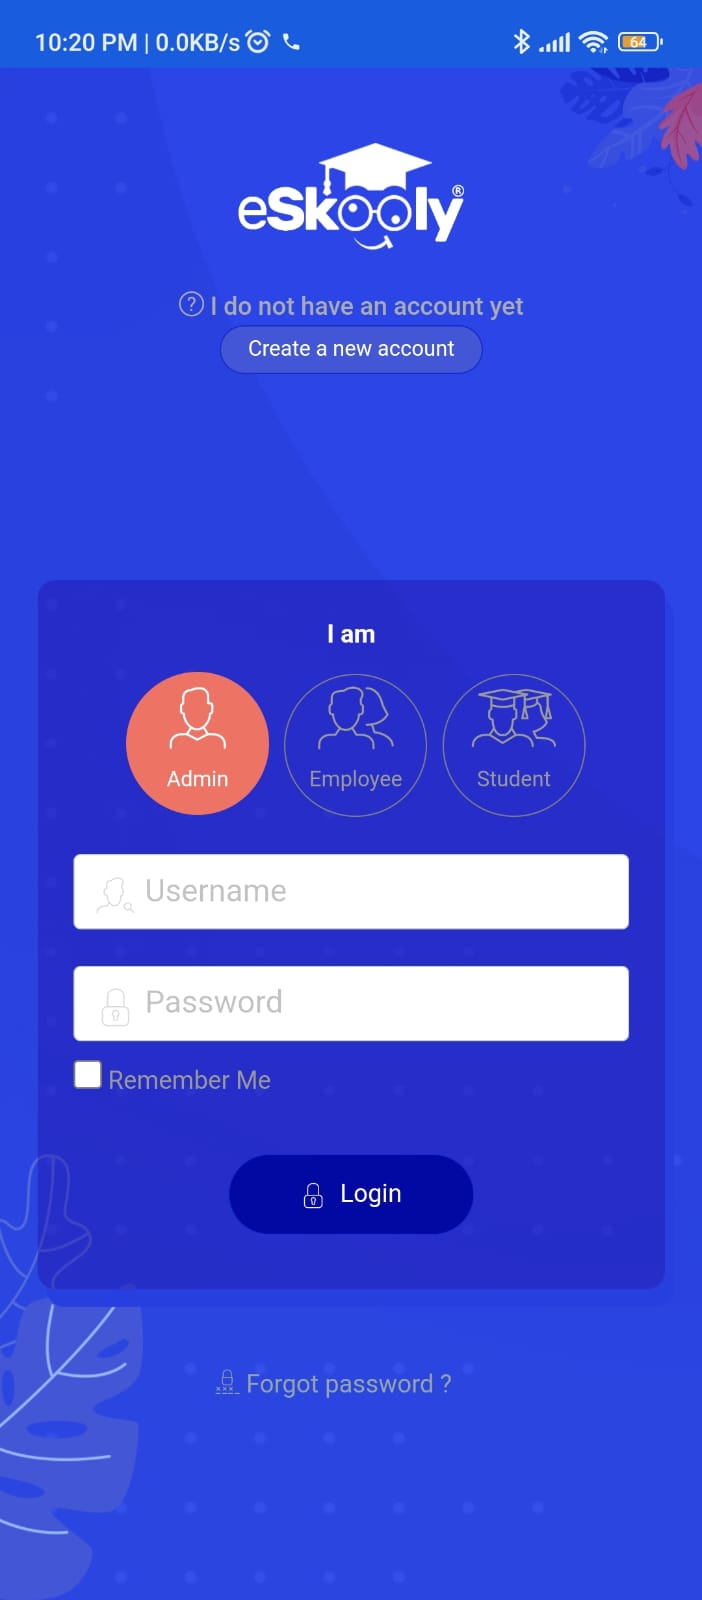 10:20 PM | 0.0KB/s
64
eSkooly®
I do not have an account yet
Create a new account
I am
Admin Employee Student
Username
Password
Remember Me
Login
Forgot password ?